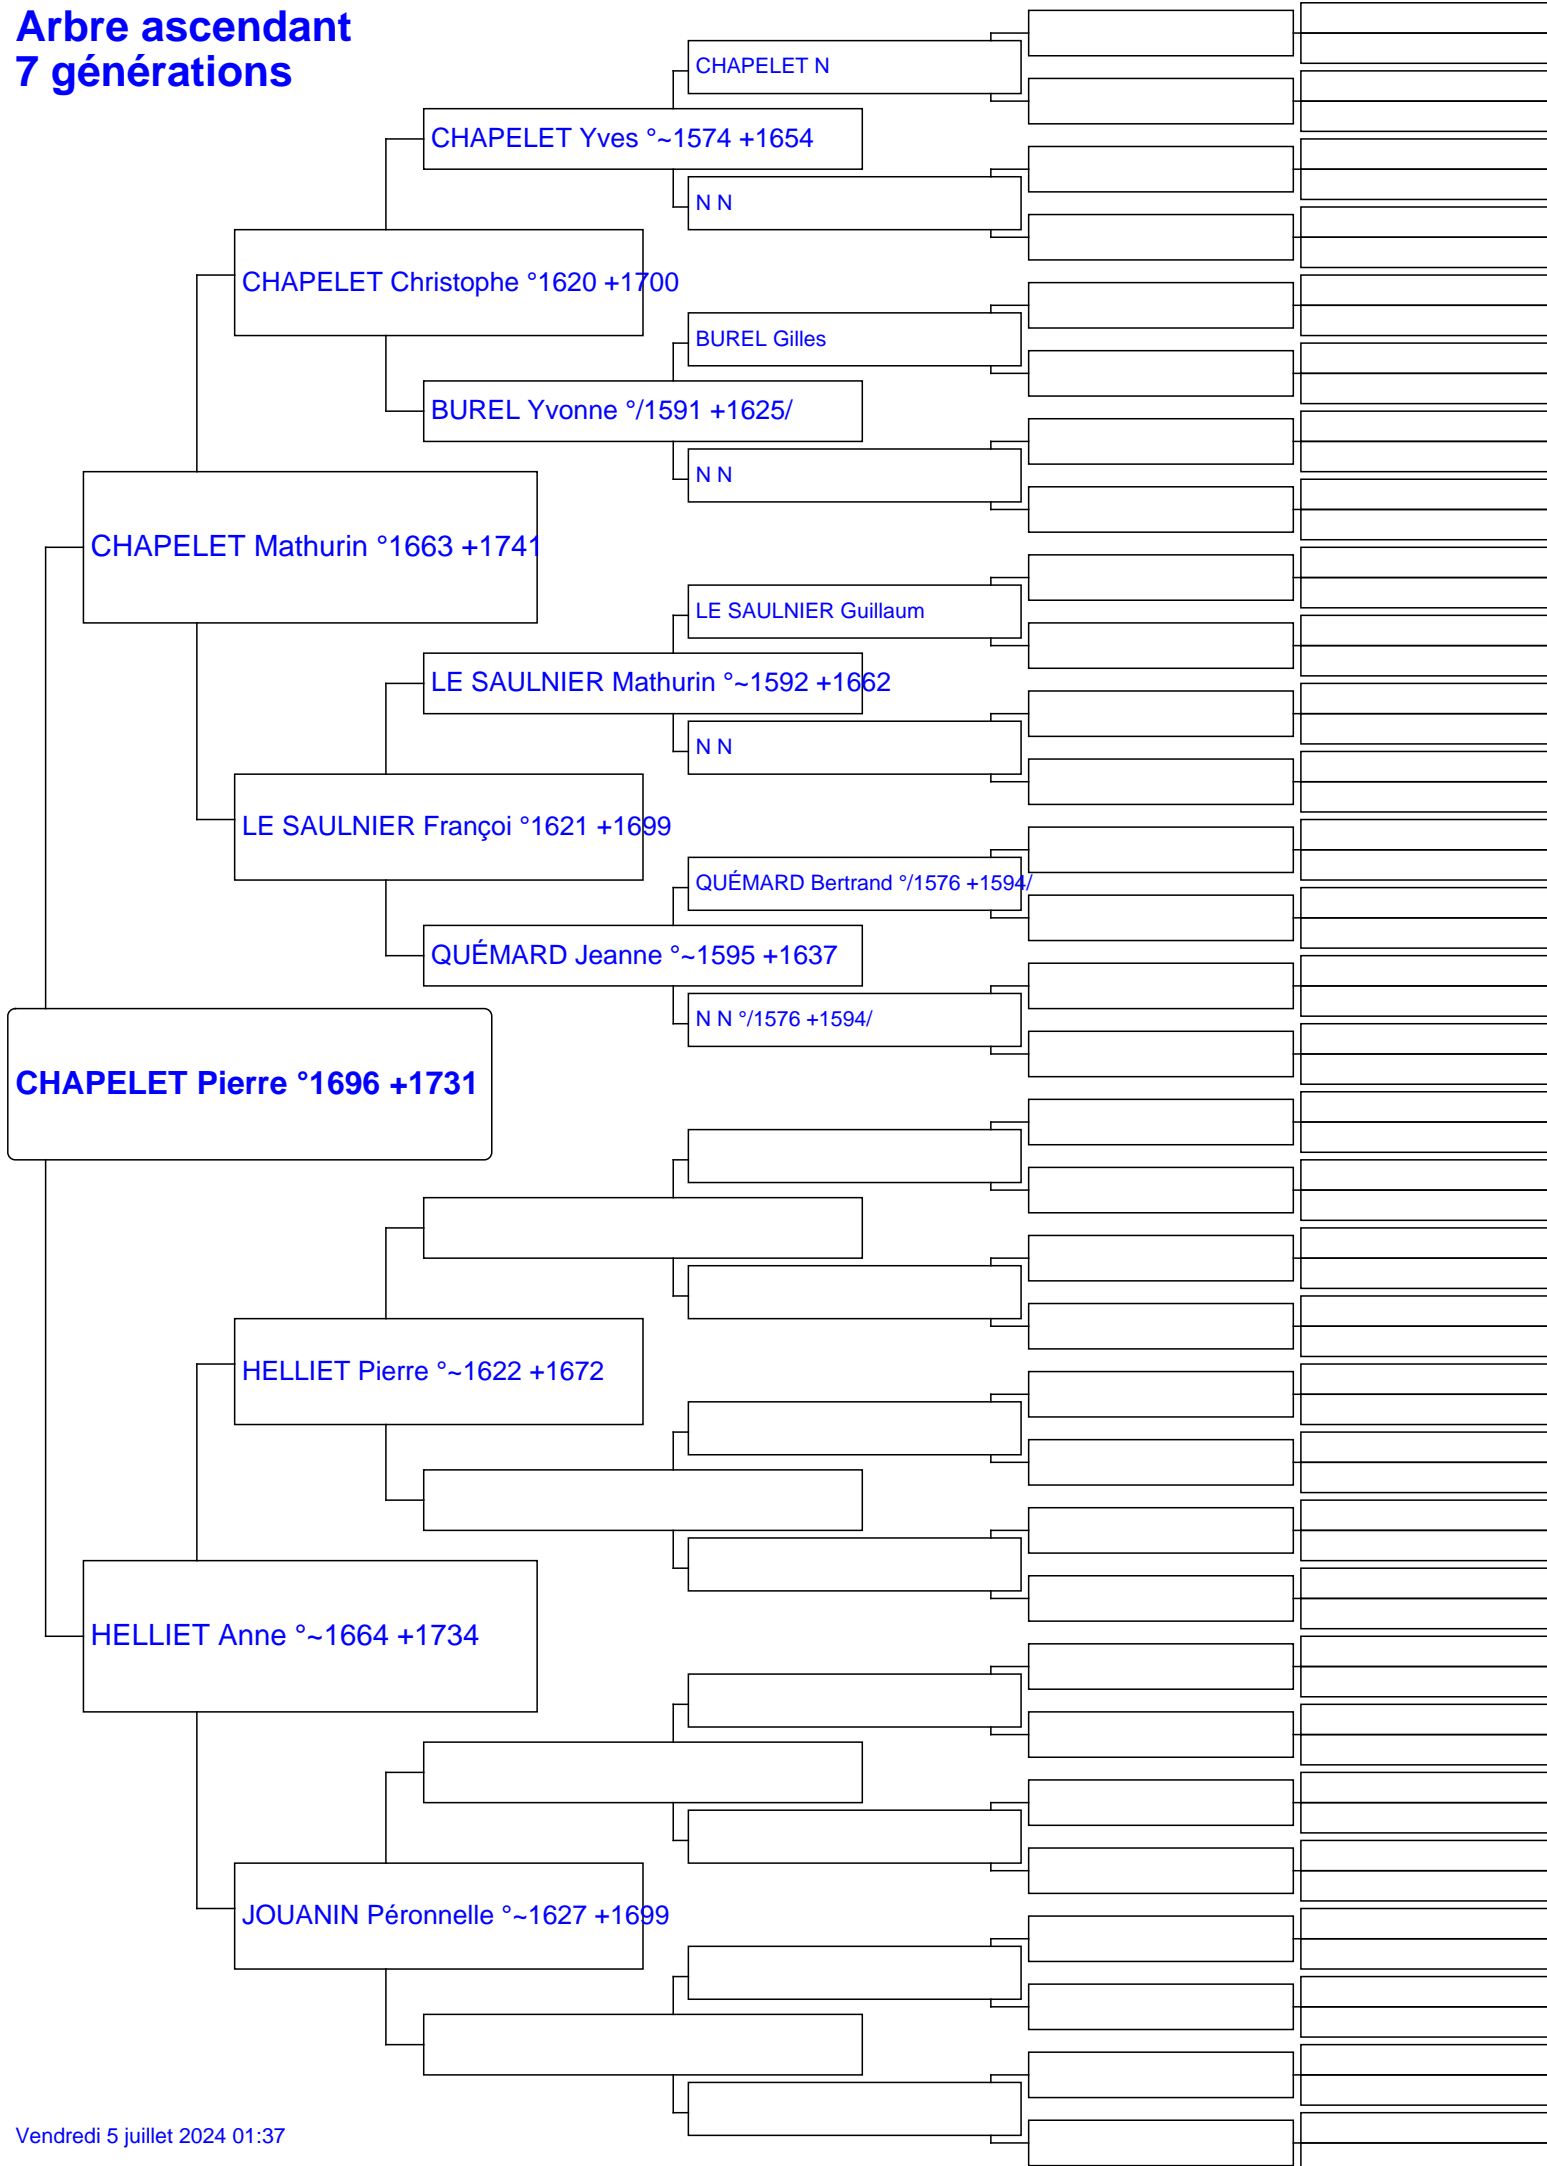 Arbre ascendant
7 générations
CHAPELET N
CHAPELET Yves °~1574 +1654
N N
CHAPELET Christophe °1620 +1700
BUREL Gilles
BUREL Yvonne °/1591 +1625/
N N
CHAPELET Mathurin °1663 +1741
LE SAULNIER Guillaum
LE SAULNIER Mathurin °~1592 +1662
N N
LE SAULNIER Françoi °1621 +1699
QUÉMARD Bertrand °/1576 +1594/
QUÉMARD Jeanne °~1595 +1637
N N °/1576 +1594/
CHAPELET Pierre °1696 +1731
HELLIET Pierre °~1622 +1672
HELLIET Anne °~1664 +1734
JOUANIN Péronnelle °~1627 +1699
Vendredi 5 juillet 2024 01:37